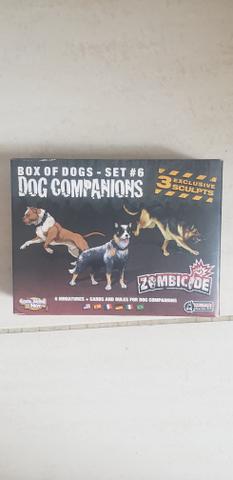 BOX OF DOGS - SET #6
DOG COMPANIONS
3 EXCLUSIVE
SCULPTS
ZOMBICIDE
6 MINIATURES + CARDS AND RULES FOR DOG COMPANIONS